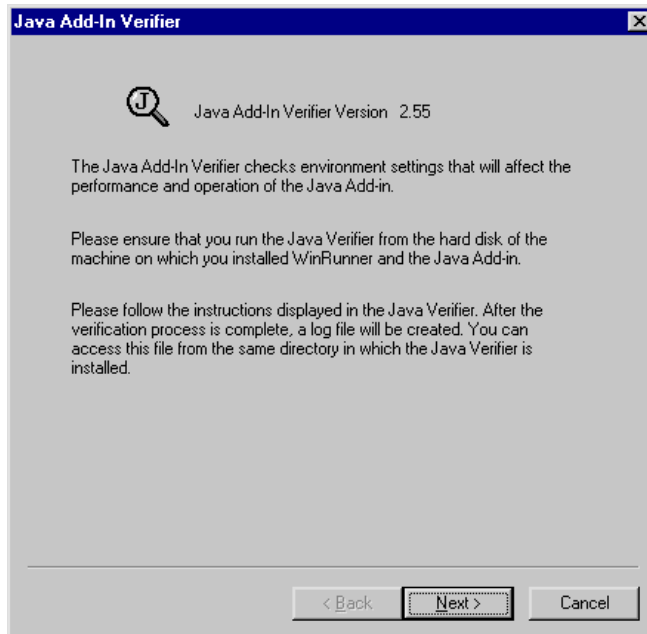 Java Add-In Verifier
J
Java Add-In Verifier Version 2.55
The Java Add-In Verifier checks environment settings that will affect the
performance and operation of the Java Add-in.
Please ensure that you run the Java Verifier from the hard disk of the
machine on which you installed WinRunner and the Java Add-in.
Please follow the instructions displayed in the Java Verifier. After the
verification process is complete, a log file will be created. You can
access this file from the same directory in which the Java Verifier is
installed.
< Back Next > Cancel